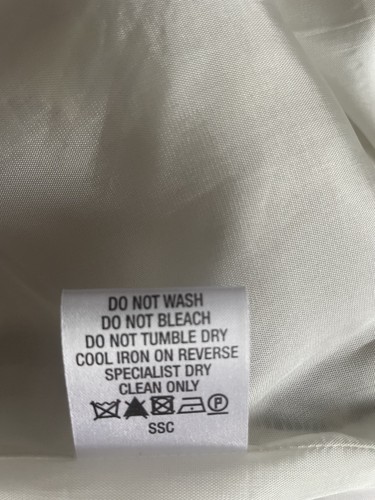 DO NOT WASH
DO NOT BLEACH
DO NOT TUMBLE DRY
COOL IRON ON REVERSE
SPECIALIST DRY
CLEAN ONLY
P
SSC